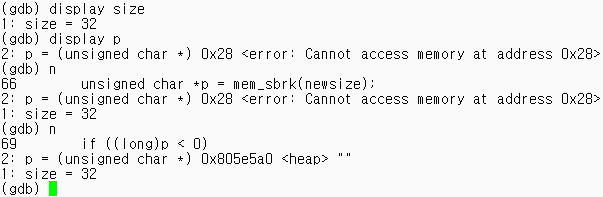 (gdb) display size
1: size = 32
(gdb) display p
2: p = (unsigned char *) 0x28 <error: Cannot access memory at address 0x28>
(gdb) n
66        unsigned char *p = mem_sbrk(newsize);
2: p = (unsigned char *) 0x28 <error: Cannot access memory at address 0x28>
1: size = 32
(gdb) n
69        if ((long)p < 0)
2: p = (unsigned char *) 0x805e5a0 <heap> ""
1: size = 32
(gdb)